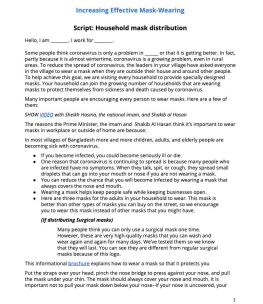 Increasing Effective Mask-Wearing
Script: Household mask distribution
Hello, I am ______, I work for ______.
Some people think coronavirus is only a problem in _____ or that it is getting better. In fact,
partly because it is almost wintertime, coronavirus is a growing problem, even in rural
areas. To reduce the spread of coronavirus, the leaders in your village have asked everyone
in the village to wear a mask when they are outside their house and around other people.
To help achieve this goal, we are visiting every household to provide specially designed
masks. Your household can join the growing number of households that are wearing
masks to protect themselves from sickness and death caused by coronavirus.
Many important people are encouraging every person to wear masks. Here are a few of
them:
SHOW VIDEO with Sheikh Hasina, the national imam, and Shakib al Hasan
The reasons the Prime Minister, the imam and Shakib Al Hasan think it's important to wear
masks in workplace or outside of home are because:
In most villages of Bangladesh more and more children, adults, and elderly people are
becoming sick with coronavirus.
● If you become infected, you could become seriously ill or die.
● One reason that coronavirus is continuing to spread is because many people who
are infected have no symptoms. When they talk, spit, or cough, they spread small
droplets that can go into your mouth or nose if you are not wearing a mask.
● You can reduce the chance that you will become infected by wearing a mask that
always covers the nose and mouth.
● Wearing a mask helps keep people safe while keeping businesses open.
● Here are three masks for the adults in your household to wear. This mask is
better than other types of masks you can buy on the street, so we encourage
you to wear this mask instead of other masks that you might have.
(If distributing Surgical masks)
Many people think you can only use a surgical mask one time.
However, these are very high-quality masks that you can wash and
wear again and again for many days. We've tested them so we know
that they will last. You can see they are different from regular surgical
masks because of this logo.
This informational brochure explains how to wear a mask so that it protects you
Put the straps over your head, pinch the nose bridge to press against your nose, and pull
the mask under your chin. The mask should always cover your nose and mouth. It is
important not to pull your mask down below your nose—if your nose is uncovered, your
1